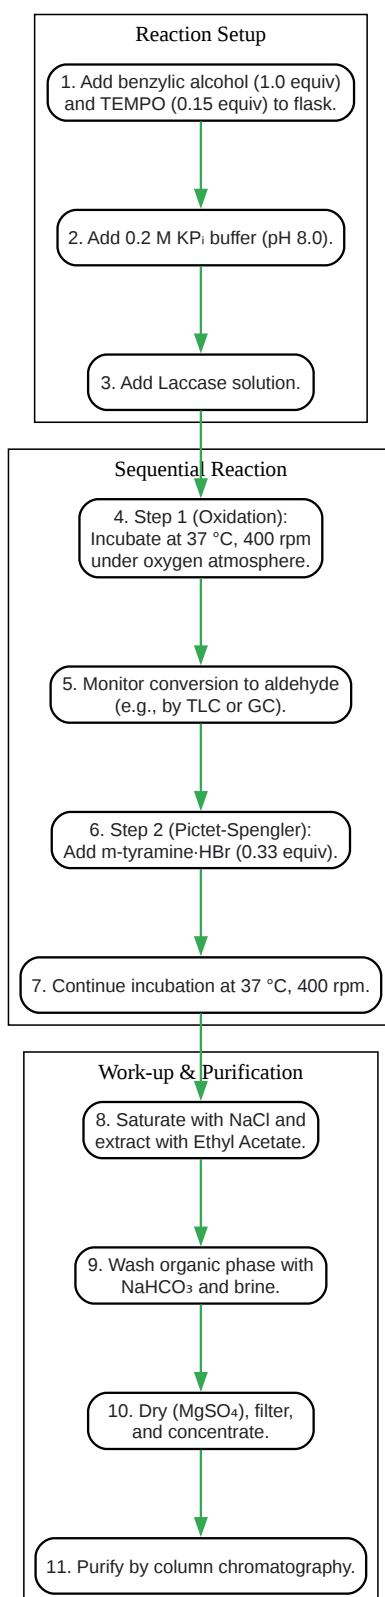 Reaction Setup
1. Add benzylic alcohol (1.0 equiv)
and TEMPO (0.15 equiv) to flask.
2. Add 0.2 M KPᵢ buffer (pH 8.0).
3. Add Laccase solution.
Sequential Reaction
4. Step 1 (Oxidation):
Incubate at 37 °C, 400 rpm
under oxygen atmosphere.
5. Monitor conversion to aldehyde
(e.g., by TLC or GC).
6. Step 2 (Pictet-Spengler):
Add m-tyramine·HBr (0.33 equiv).
7. Continue incubation at 37 °C, 400 rpm.
Work-up & Purification
8. Saturate with NaCl and
extract with Ethyl Acetate.
9. Wash organic phase with
NaHCO₃ and brine.
10. Dry (MgSO₄), filter,
and concentrate.
11. Purify by column chromatography.